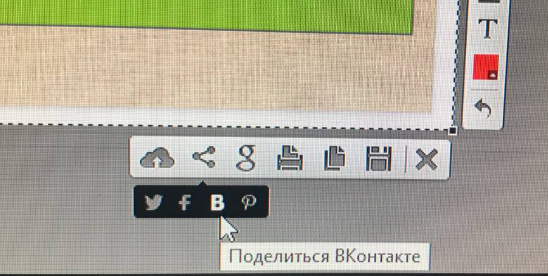 T
Поделиться ВКонтакте